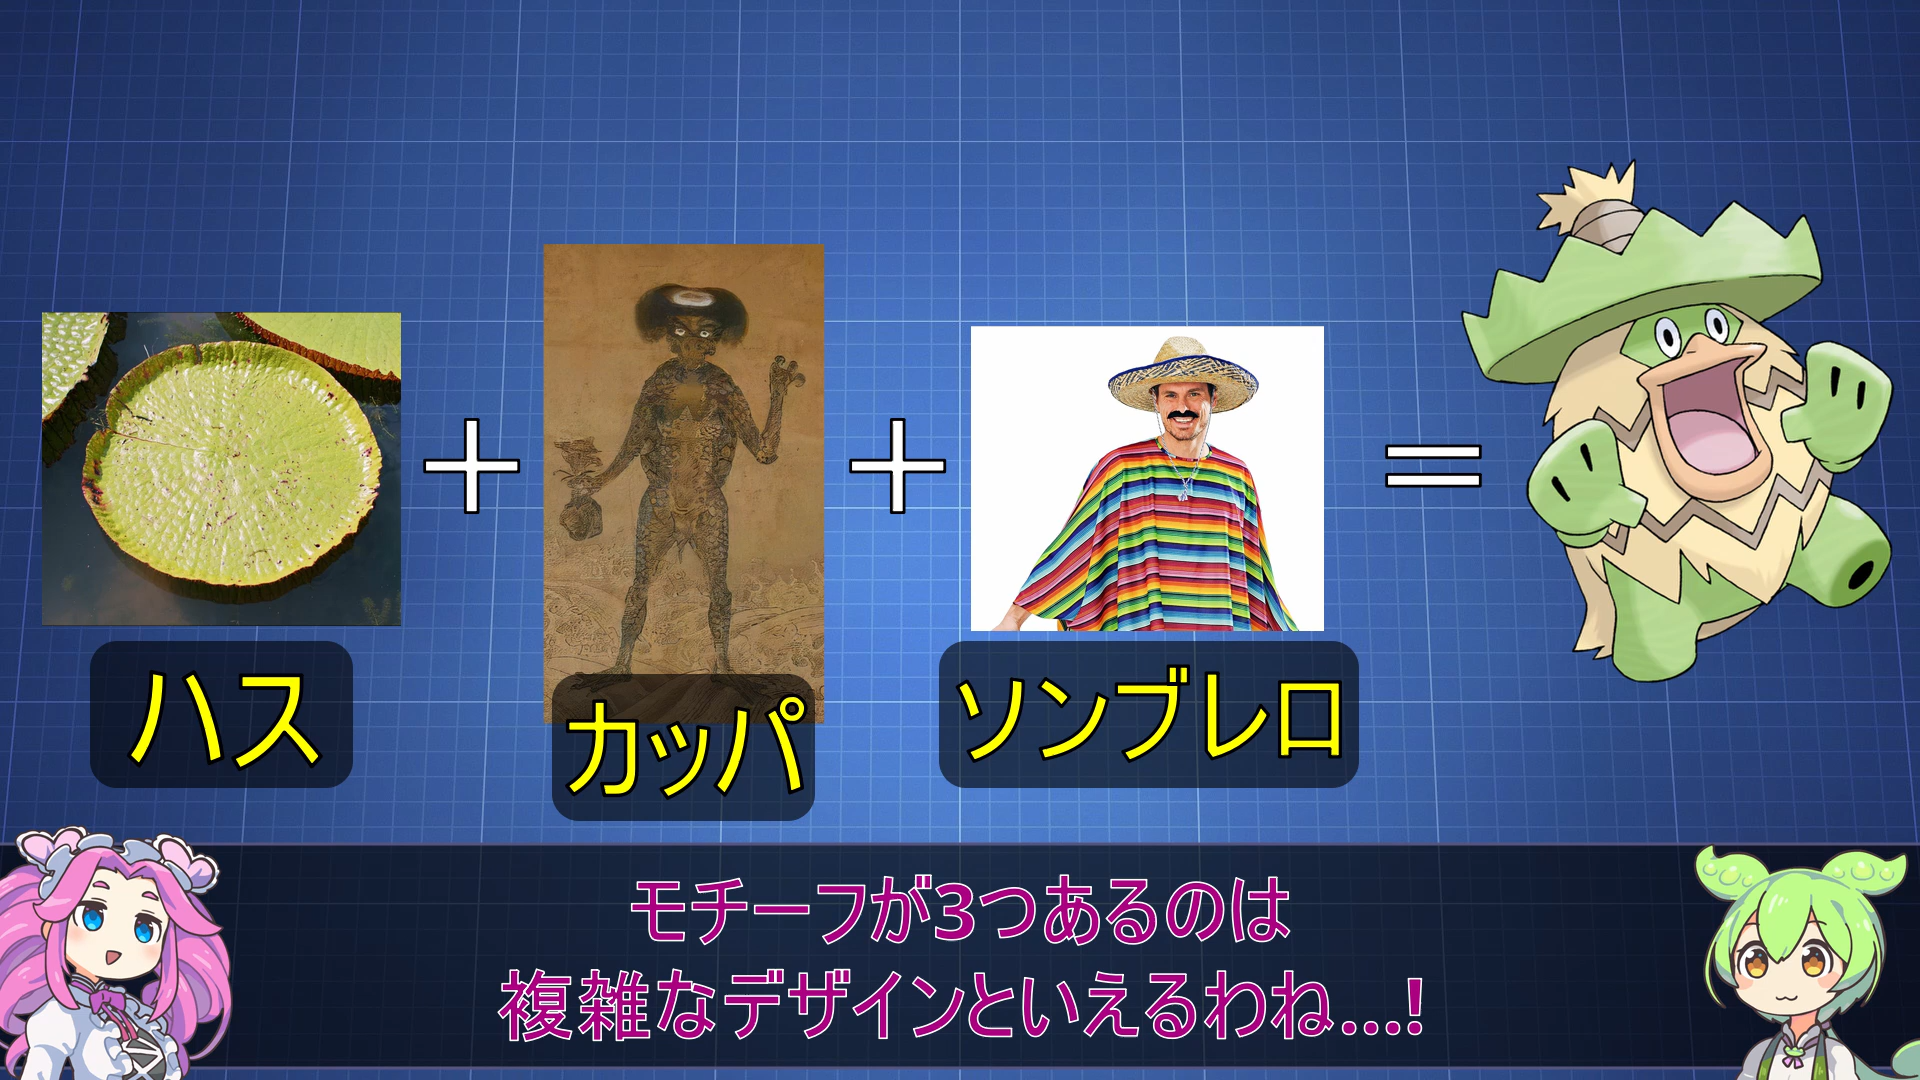 ハス
カッパ
ソンブレロ
モチーフが3つあるのは
複雑なデザインといえるわね…!